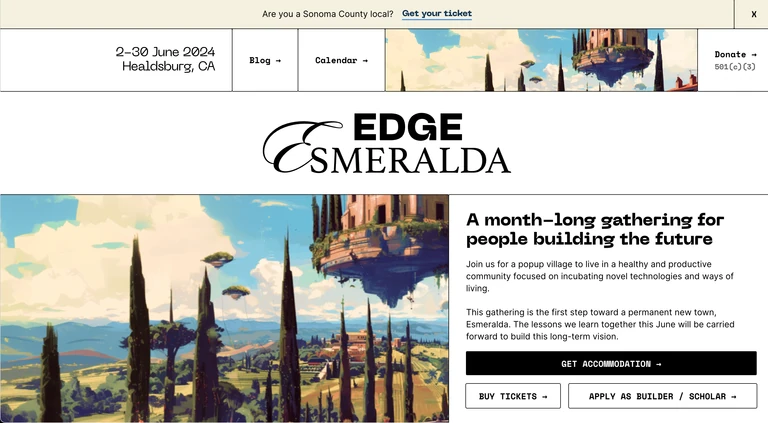 Are you a Sonoma County local? Get your ticket X
2–30 June 2024
Healdsburg, CA
Blog →
Calendar →
Donate →
501(c)(3)
EDGE
ESMERALDA
A month–long gathering for
people building the future
Join us for a popup village to live in a healthy and productive
community focused on incubating novel technologies and ways of
living.
This gathering is the first step toward a permanent new town,
Esmeralda. The lessons we learn together this June will be carried
forward to build this long-term vision.
GET ACCOMMODATION →
BUY TICKETS →
APPLY AS BUILDER / SCHOLAR →